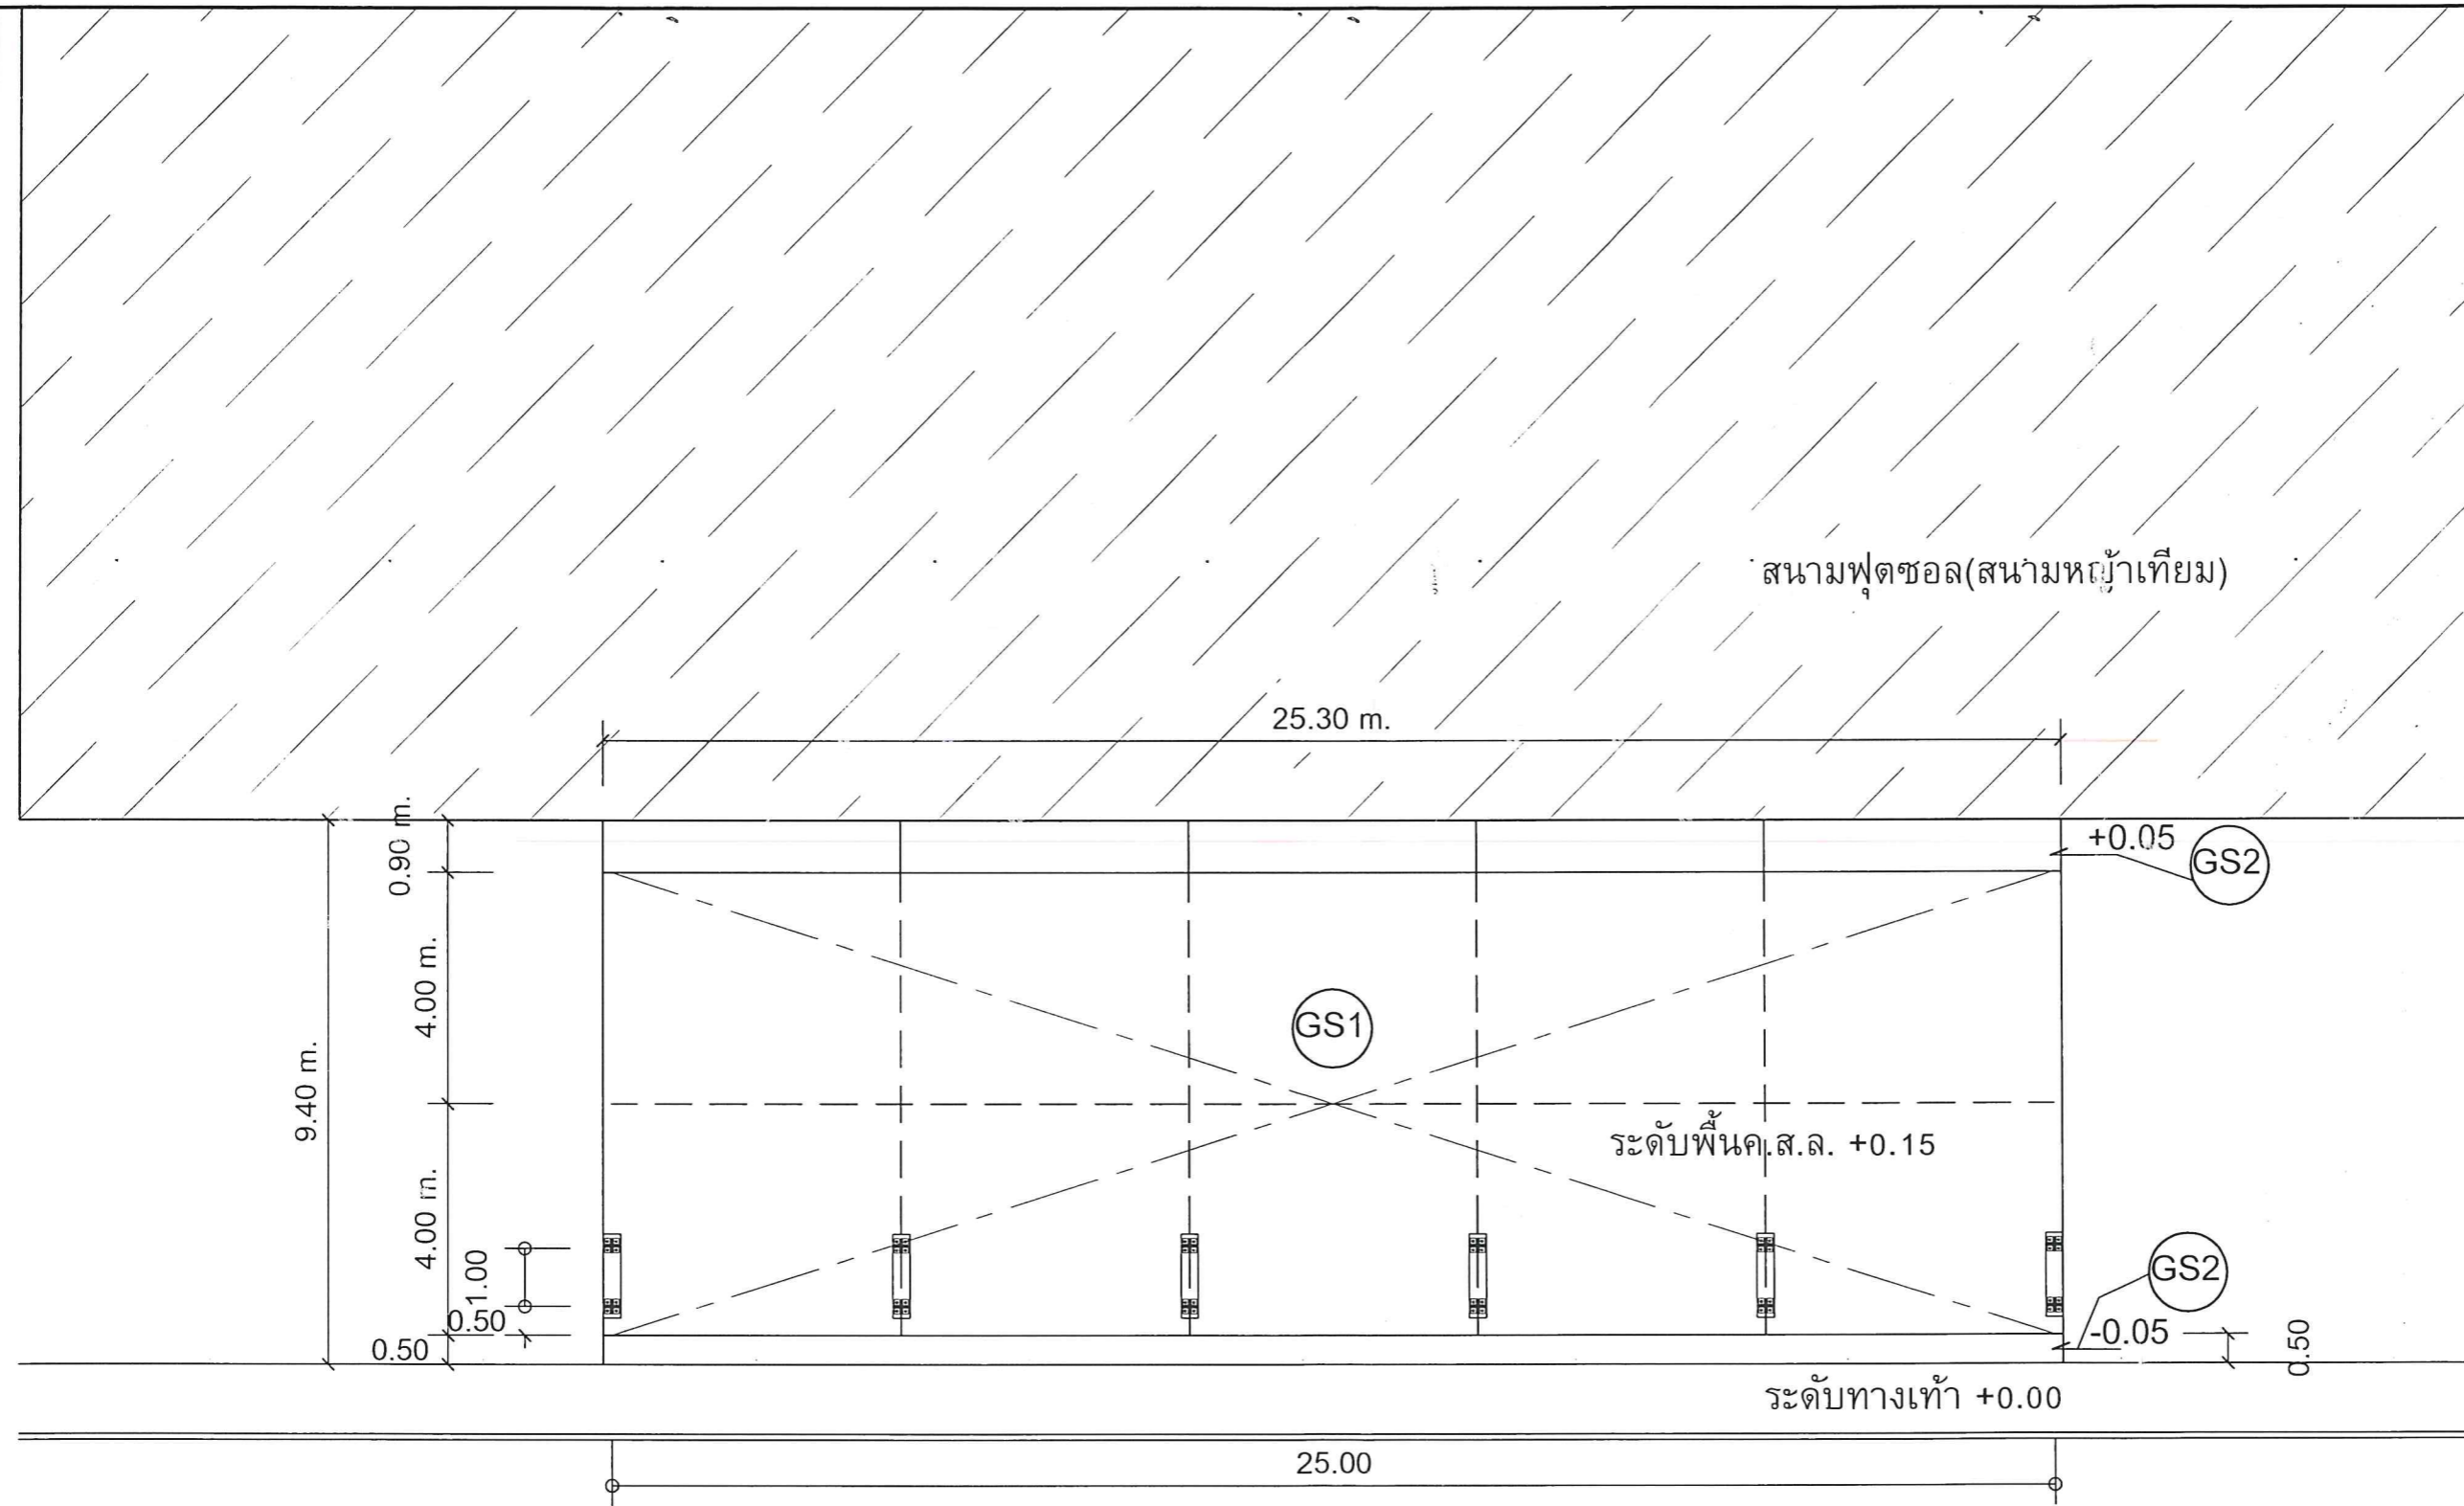 สนามฟุตซอล(สนามหญ้าเทียม)
25.30 m.
0.90 m.
+0.05
GS2
4.00 m.
GS1
9.40 m.
ระดับพื้นค.ส.ล. +0.15
4.00 m.
1.00
GS2
0.50
0.50
-0.05
0.50
ระดับทางเท้า +0.00
25.00